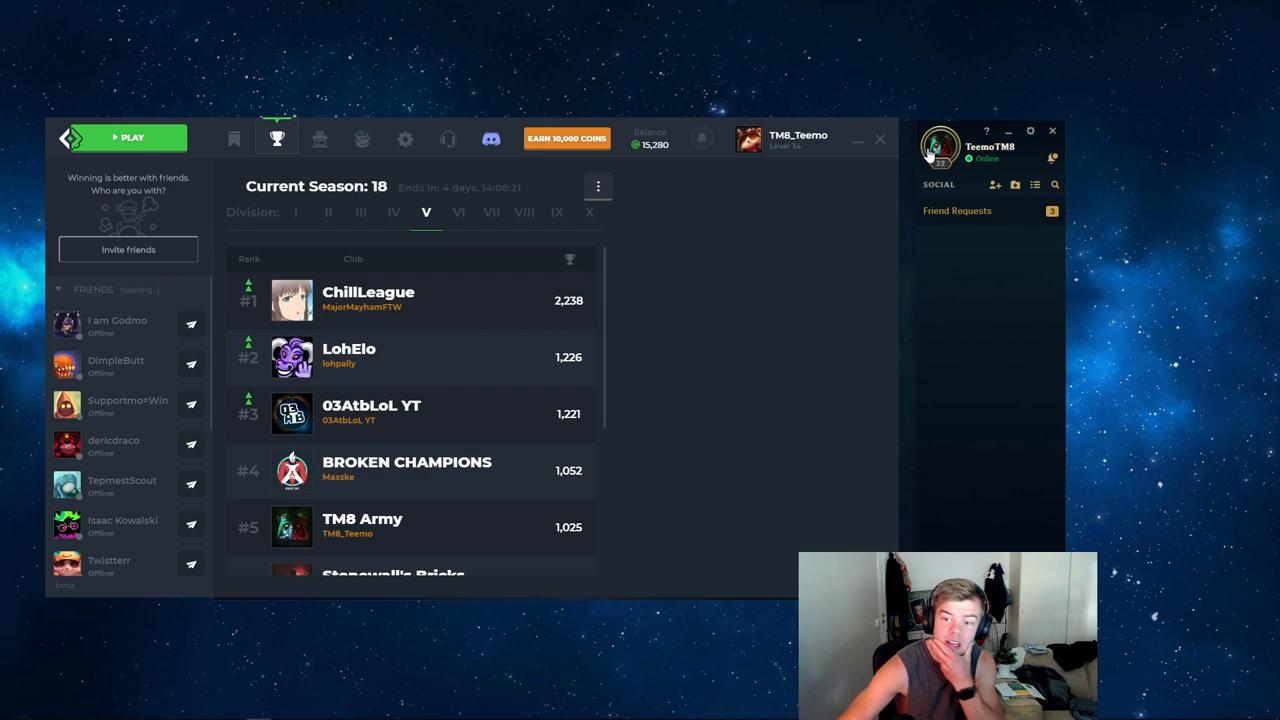 PLAY
EARN 10,000 COINS
Balance
15,280
TM8_Teemo
Level 34
Winning is better with friends.
Who are you with?
Invite friends
FRIENDS (Loading..)
I am Godmo
Offline
DimpleButt
Offline
Supportmo=Win
Offline
dericdraco
Offline
TepmestScout
Offline
Isaac Kowalski
Offline
Twistterr
Offline
beta
Current Season: 18 Ends in: 4 days, 14:08:21
Division: I II III IV V VI VII VIII IX X
Rank Club
#1 ChillLeague 2,238
MajorMayhamFTW
#2 LohElo 1,226
lohpally
#3 03AtbLoL YT 1,221
03AtbLoL YT
#4 BROKEN CHAMPIONS 1,052
Maxske
#5 TM8 Army 1,025
TM8_Teemo
Stonewall's Bricks
?
TeemoTM8
32
Online
SOCIAL
Friend Requests 3